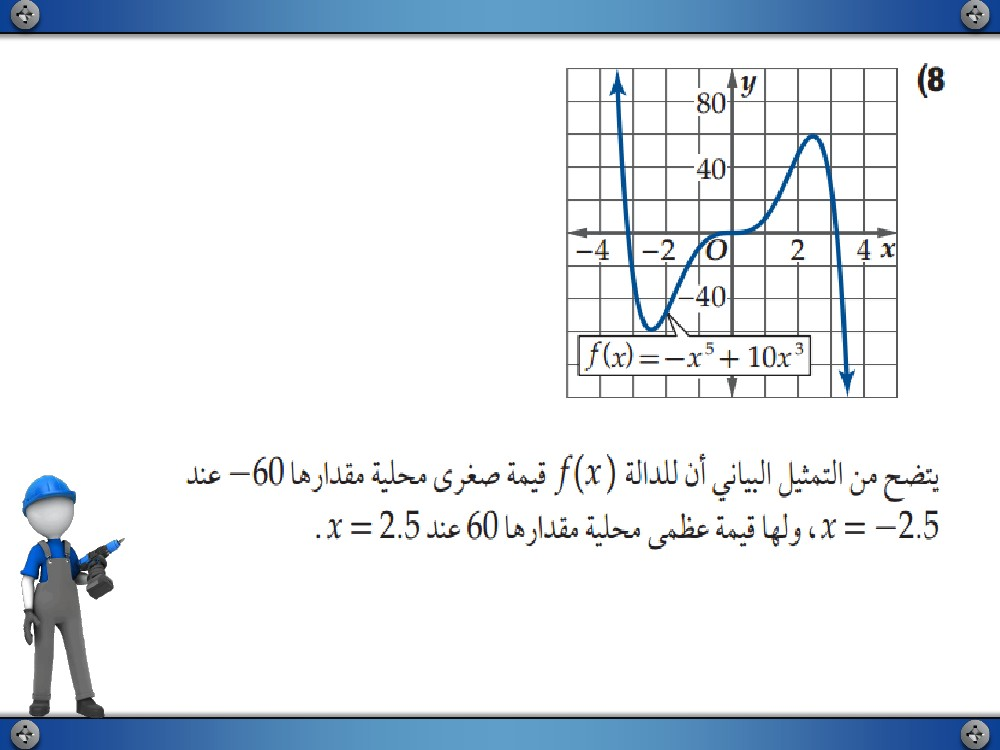 (8
y
80
40
−4 −2 O 2 4 x
−40
f(x) = −x⁵ + 10x³
يتضح من التمثيل البياني أن للدالة f(x) قيمة صغرى محلية مقدارها −60 عند
x = −2.5 ، ولها قيمة عظمى محلية مقدارها 60 عند x = 2.5 .